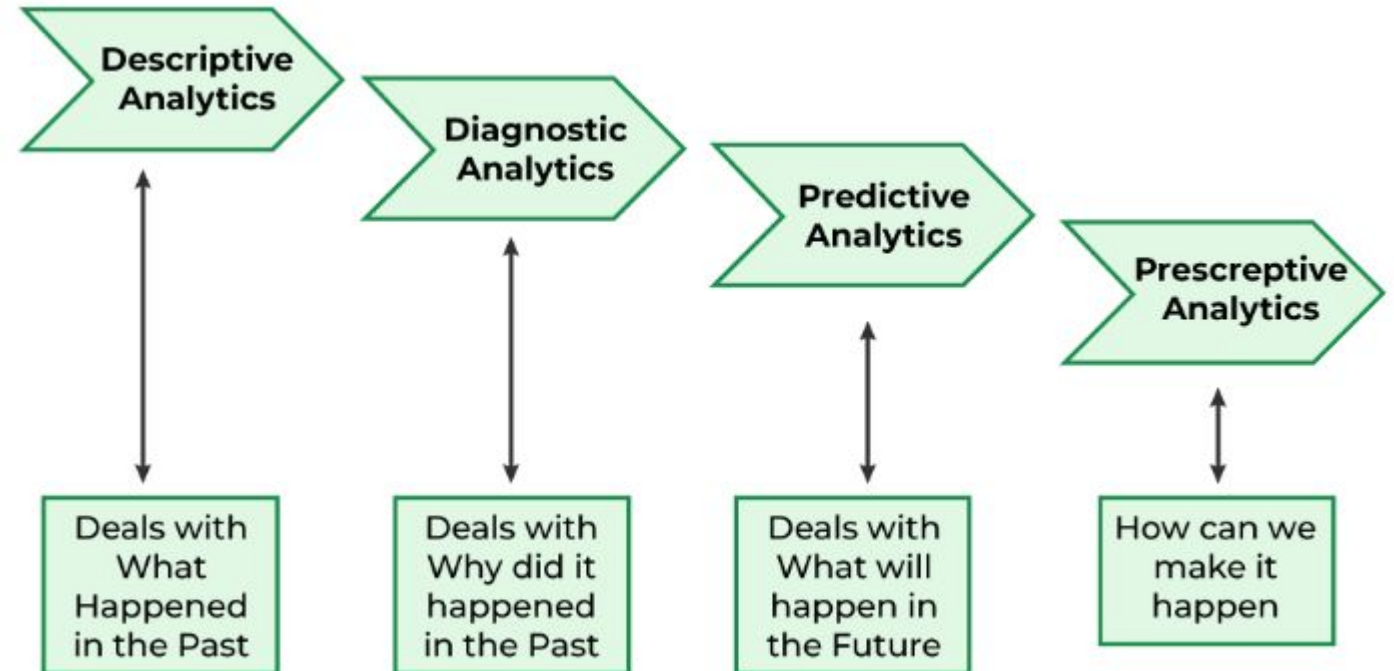 Descriptive
Analytics
Diagnostic
Analytics
Predictive
Analytics
Prescreptive
Analytics
Deals with
What
Happened
in the Past
Deals with
Why did it
happened
in the Past
Deals with
What will
happen in
the Future
How can we
make it
happen